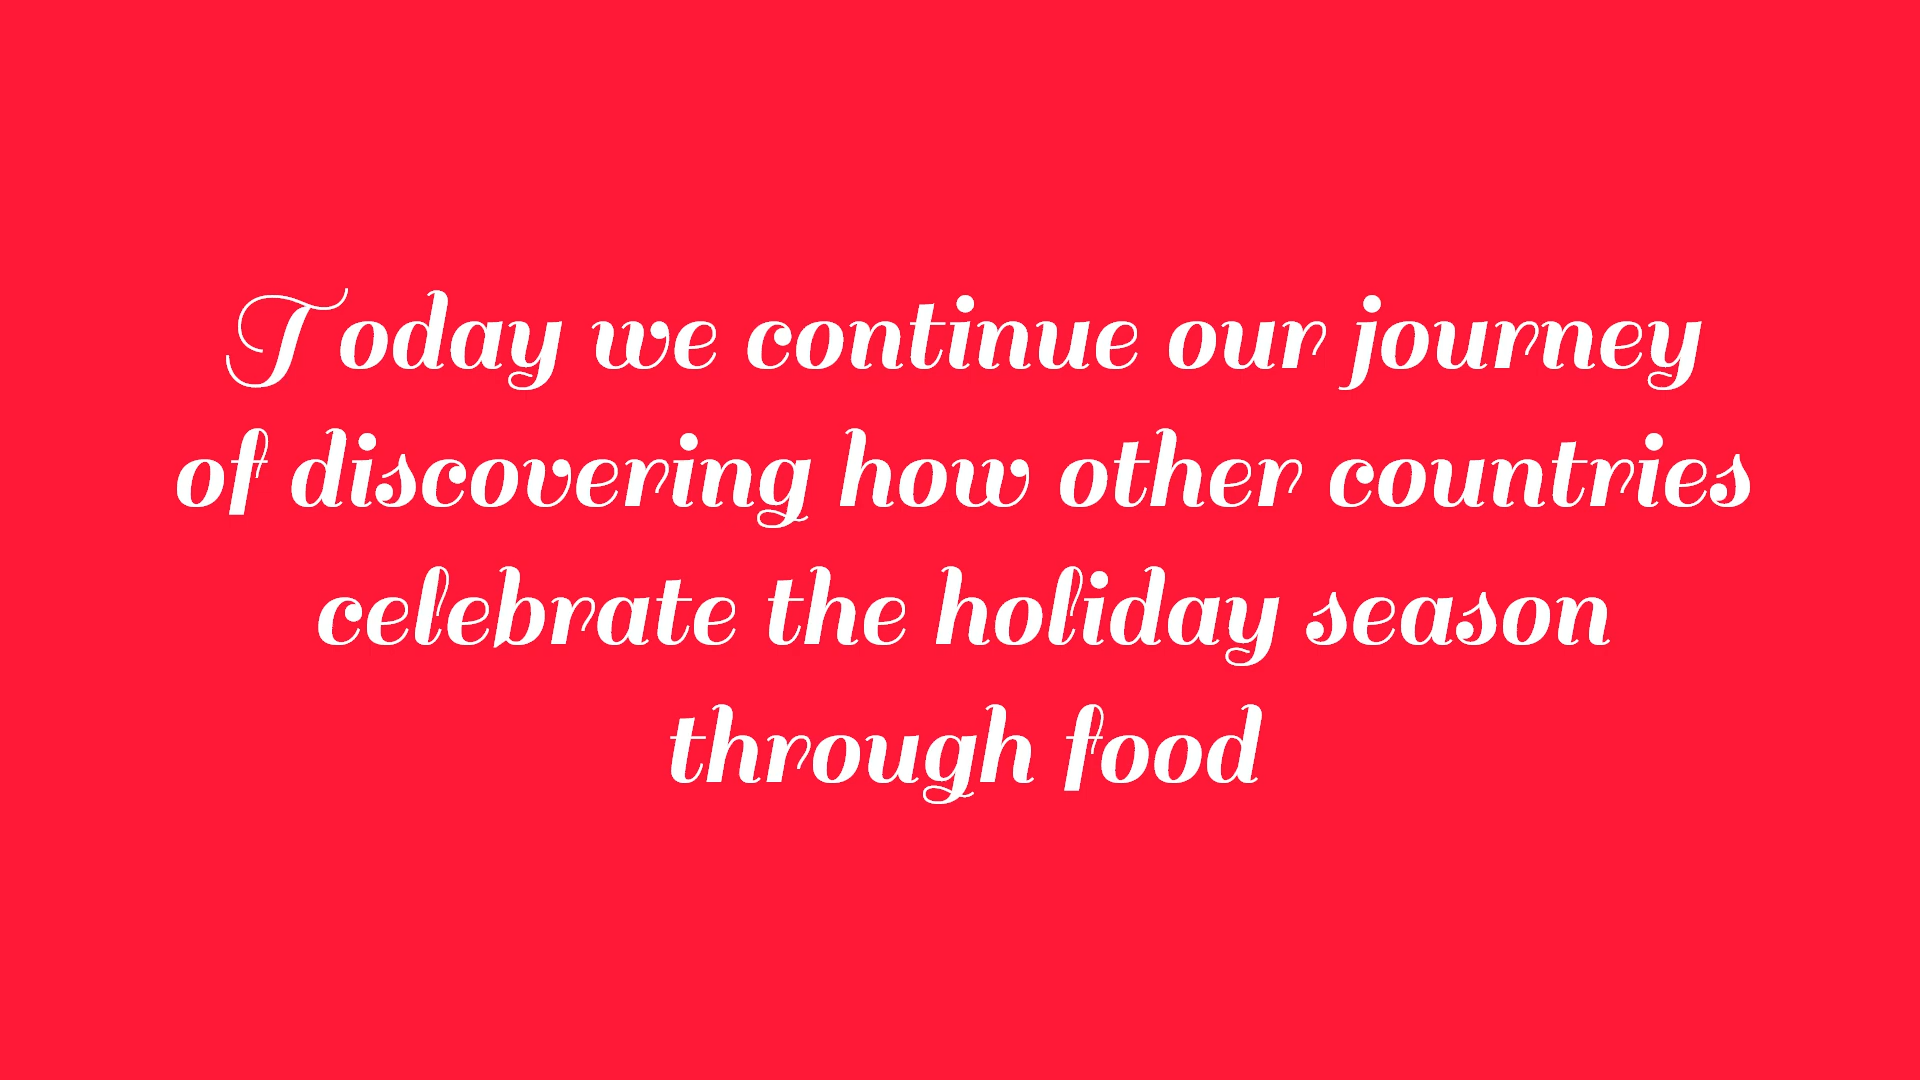 Today we continue our journey
of discovering how other countries
celebrate the holiday season
through food